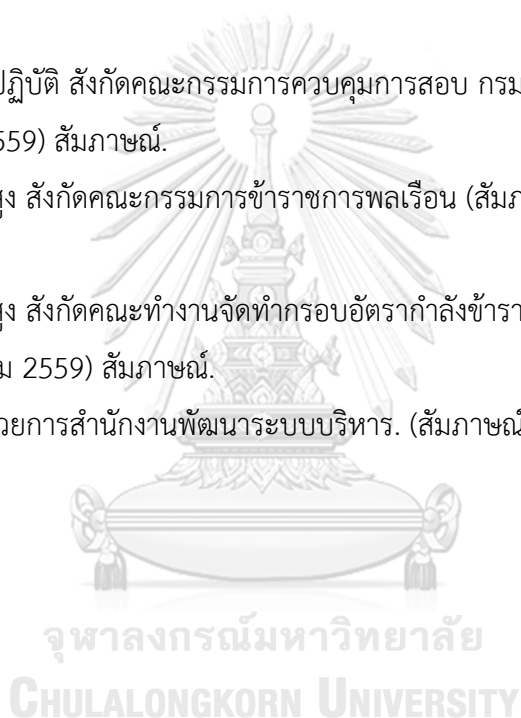 ปฏิบัติ สังกัดคณะกรรมการควบคุมการสอบ กรม
559) สัมภาษณ์.
สูง สังกัดคณะกรรมการข้าราชการพลเรือน (สัมภ
สูง สังกัดคณะทำงานจัดทำกรอบอัตรากำลังข้ารา
ม 2559) สัมภาษณ์.
วยการสำนักงานพัฒนาระบบบริหาร. (สัมภาษณ์
จุฬาลงกรณ์มหาวิทยาลัย
CHULALONGKORN UNIVERSITY